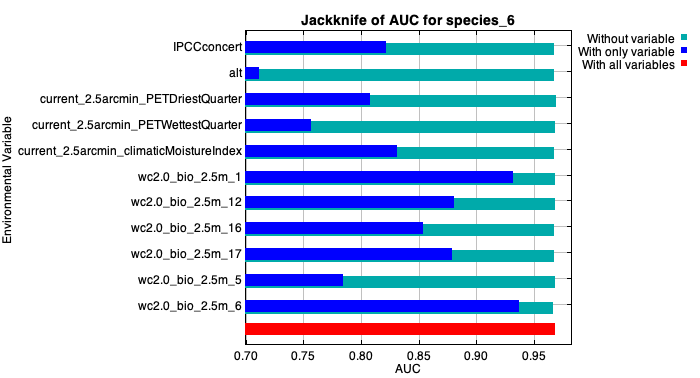 Jackknife of AUC for species_6
Without variable
With only variable
With all variables
Environmental Variable
IPCCconcert
alt
current_2.5arcmin_PETDriestQuarter
current_2.5arcmin_PETWettestQuarter
current_2.5arcmin_climaticMoistureIndex
wc2.0_bio_2.5m_1
wc2.0_bio_2.5m_12
wc2.0_bio_2.5m_16
wc2.0_bio_2.5m_17
wc2.0_bio_2.5m_5
wc2.0_bio_2.5m_6
0.70 0.75 0.80 0.85 0.90 0.95
AUC